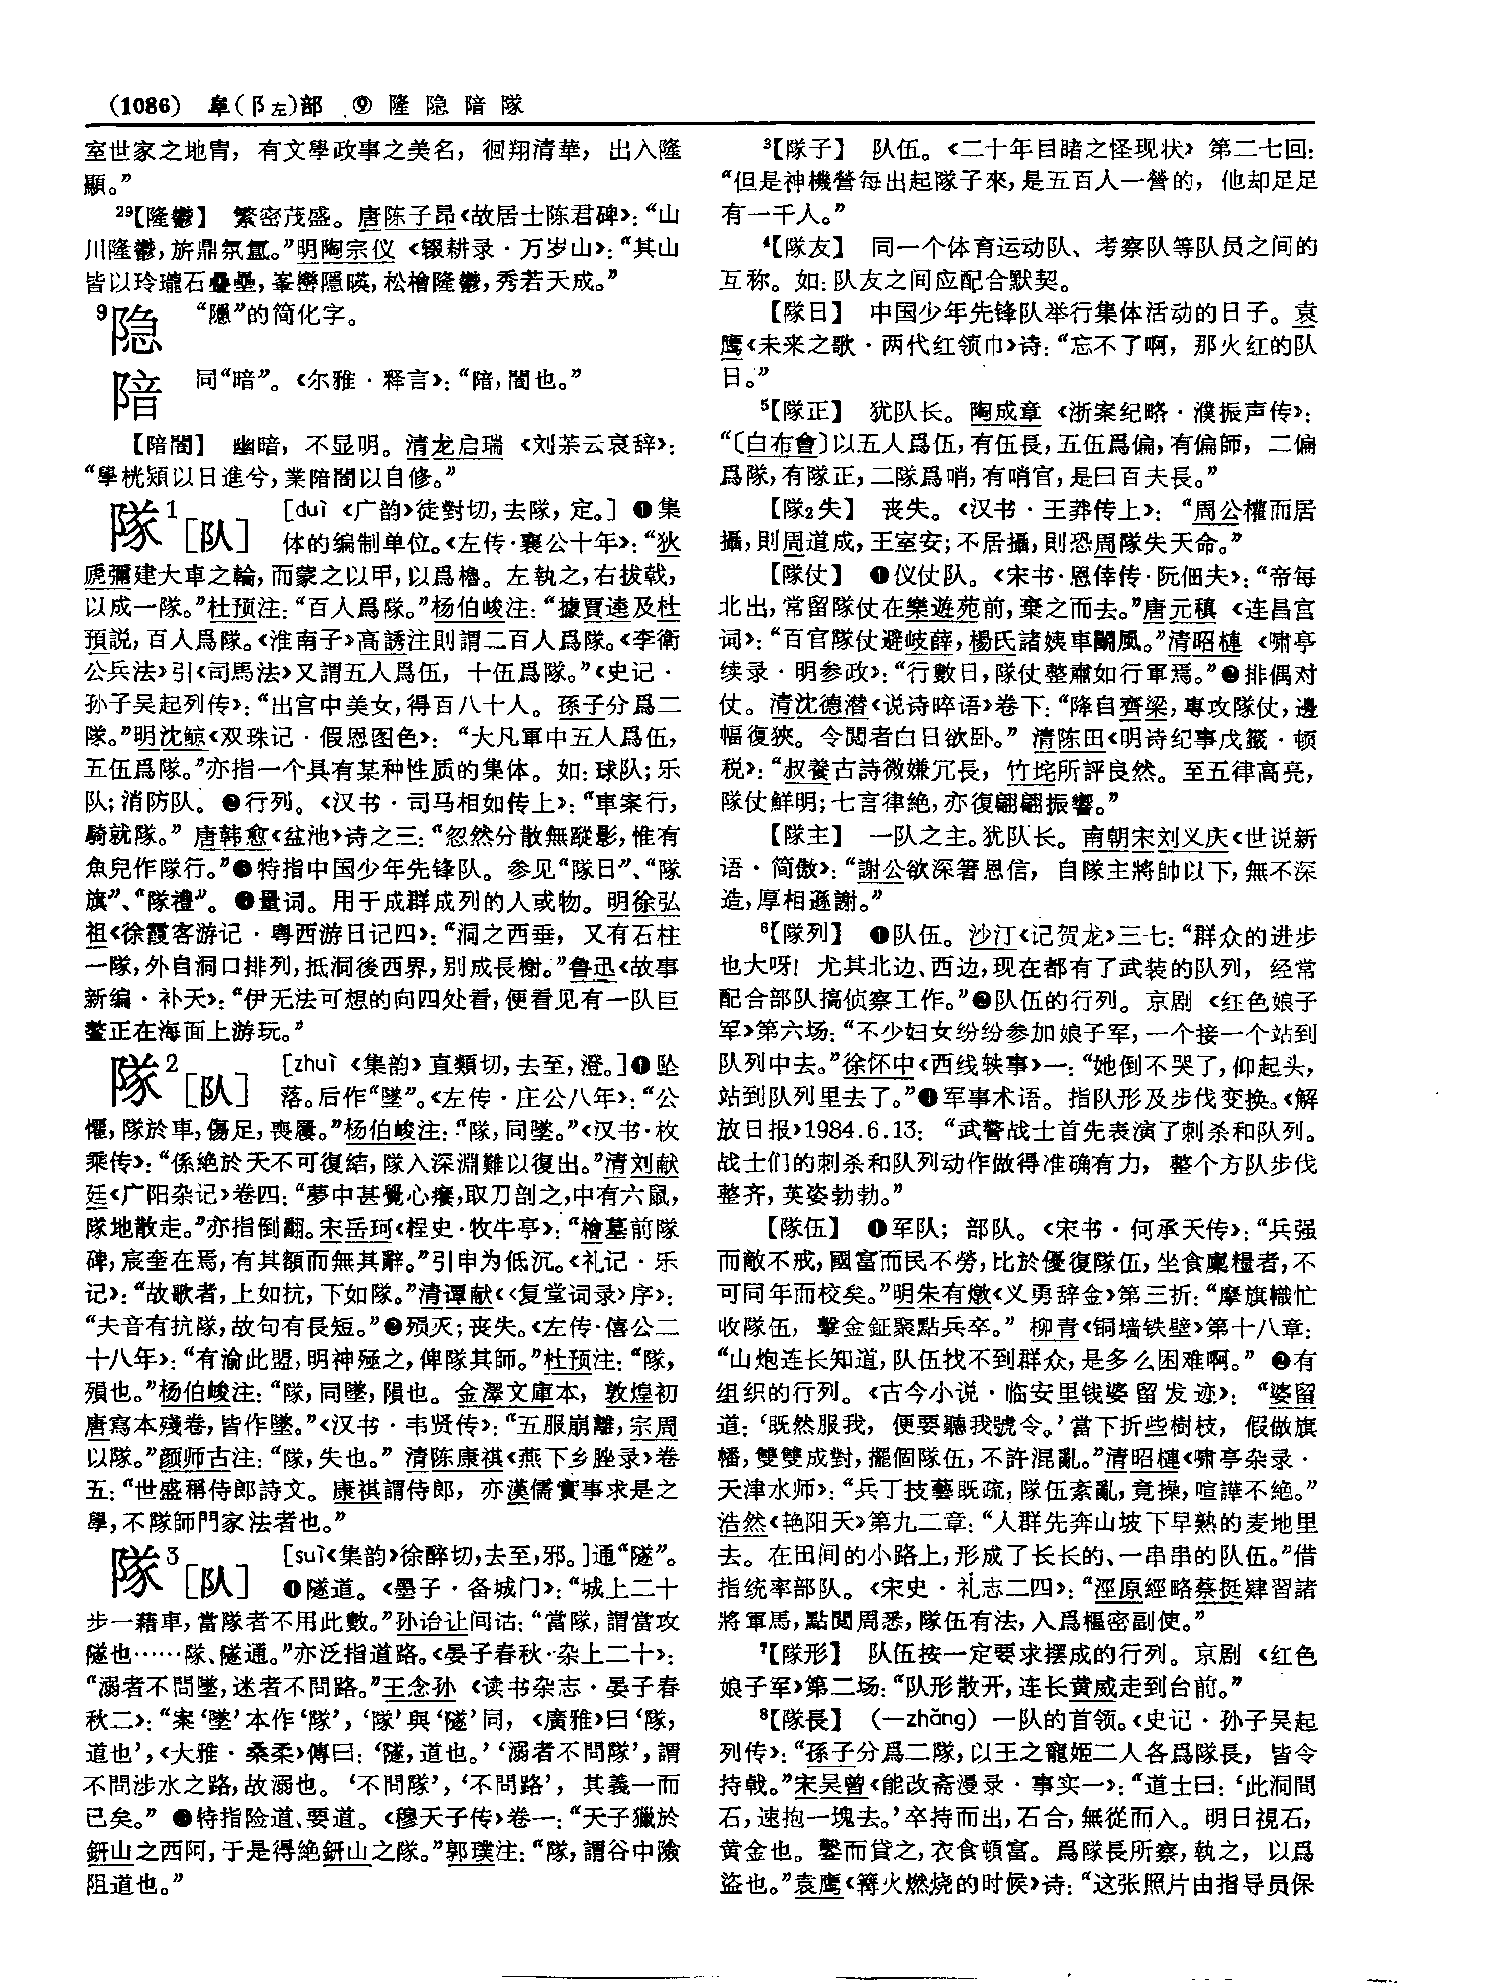 (1086) 阜(阝左)部 ⑨ 隆 隐 隌 隊
室世家之地胄，有文學政事之美名，徊翔清華，出入隆
顯。”
29【隆鬱】 繁密茂盛。唐陈子昂《故居士陈君碑》：“山
川隆鬱，旂鼎氛氲。”明陶宗仪《辍耕录·万岁山》：“其山
皆以玲瓏石疊壘，峯巒隱暎，松檜隆鬱，秀若天成。”
9隐 “隱”的简化字。
隌 同“暗”。《尔雅·释言》：“隌，闇也。”
【隌闇】 幽暗，不显明。清龙启瑞《刘茮云哀辞》：
“學桄熲以日進兮，業隌闇以自修。”
隊1[队] [duì《广韵》徒對切，去隊，定。] ❶集
体的编制单位。《左传·襄公十年》：“狄
虒彌建大車之輪，而蒙之以甲，以爲櫓。左執之，右拔戟，
以成一隊。”杜预注：“百人爲隊。”杨伯峻注：“據賈逵及杜
預説，百人爲隊。《淮南子》高誘注則謂二百人爲隊。《李衛
公兵法》引《司馬法》又謂五人爲伍，十伍爲隊。”《史记·
孙子吴起列传》：“出宫中美女，得百八十人。孫子分爲二
隊。”明沈鲸《双珠记·假恩图色》：“大凡軍中五人爲伍，
五伍爲隊。”亦指一个具有某种性质的集体。如：球队；乐
队；消防队。❷行列。《汉书·司马相如传上》：“車案行，
騎就隊。”唐韩愈《盆池》诗之三：“忽然分散無蹤影，惟有
魚兒作隊行。”❸特指中国少年先锋队。参见“隊日”、“隊
旗”、“隊禮”。❹量词。用于成群成列的人或物。明徐弘
祖《徐霞客游记·粤西游日记四》：“洞之西垂，又有石柱
一隊，外自洞口排列，抵洞後西界，别成長榭。”鲁迅《故事
新编·补天》：“伊无法可想的向四处看，便看见有一队巨
鳌正在海面上游玩。”
隊2[队] [zhuì《集韵》直類切，去至，澄。]❶坠
落。后作“墜”。《左传·庄公八年》：“公
懼，隊於車，傷足，喪屨。”杨伯峻注：“隊，同墜。”《汉书·枚
乘传》：“係絶於天不可復結，隊入深淵難以復出。”清刘献
廷《广阳杂记》卷四：“夢中甚覺心癢，取刀剖之，中有六鼠，
隊地散走。”亦指倒翻。宋岳珂《桯史·牧牛亭》：“檜墓前隊
碑，宸奎在焉，有其額而無其辭。”引申为低沉。《礼记·乐
记》：“故歌者，上如抗，下如隊。”清谭献《〈复堂词录〉序》：
“夫音有抗隊，故句有長短。”❷殒灭；丧失。《左传·僖公二
十八年》：“有渝此盟，明神殛之，俾隊其師。”杜预注：“隊，
殞也。”杨伯峻注：“隊，同墜，隕也。金澤文庫本，敦煌初
唐寫本殘卷，皆作墜。”《汉书·韦贤传》：“五服崩離，宗周
以隊。”颜师古注：“隊，失也。”清陈康祺《燕下乡脞录》卷
五：“世盛稱侍郎詩文。康祺謂侍郎，亦漢儒實事求是之
學，不隊師門家法者也。”
隊3[队] [suì《集韵》徐醉切，去至，邪。]通“隧”。
❶隧道。《墨子·备城门》：“城上二十
步一藉車，當隊者不用此數。”孙诒让间诂：“當隊，謂當攻
隧也……隊、隧通。”亦泛指道路。《晏子春秋·杂上二十》：
“溺者不問墜，迷者不問路。”王念孙《读书杂志·晏子春
秋二》：“案‘墜’本作‘隊’，‘隊’與‘隧’同，《廣雅》曰‘隊，
道也’，《大雅·桑柔》傳曰：‘隧，道也。’‘溺者不問隊’，謂
不問涉水之路，故溺也。‘不問隊’，‘不問路’，其義一而
已矣。”❷特指险道、要道。《穆天子传》卷一：“天子獵於
鈃山之西阿，于是得絶鈃山之隊。”郭璞注：“隊，謂谷中險
阻道也。”
3【隊子】 队伍。《二十年目睹之怪现状》第二七回：
“但是神機營每出起隊子來，是五百人一營的，他却足足
有一千人。”
4【隊友】 同一个体育运动队、考察队等队员之间的
互称。如：队友之间应配合默契。
【隊日】 中国少年先锋队举行集体活动的日子。袁
鹰《未来之歌·两代红领巾》诗：“忘不了啊，那火红的队
日。”
5【隊正】 犹队长。陶成章《浙案纪略·濮振声传》：
“〔白布會〕以五人爲伍，有伍長，五伍爲偏，有偏師，二偏
爲隊，有隊正，二隊爲哨，有哨官，是曰百夫長。”
【隊2失】 丧失。《汉书·王莽传上》：“周公權而居
攝，則周道成，王室安；不居攝，則恐周隊失天命。”
【隊仗】 ❶仪仗队。《宋书·恩倖传·阮佃夫》：“帝每
北出，常留隊仗在樂遊苑前，棄之而去。”唐元稹《连昌宫
词》：“百官隊仗避岐薛，楊氏諸姨車鬭風。”清昭槤《啸亭
续录·明参政》：“行數日，隊仗整肅如行軍焉。”❷排偶对
仗。清沈德潜《说诗晬语》卷下：“降自齊梁，專攻隊仗，邊
幅復狹。令閲者白日欲卧。”清陈田《明诗纪事戊籤·顿
税》：“叔養古詩微嫌冗長，竹垞所評良然。至五律高亮，
隊仗鮮明；七言律絶，亦復翩翩振響。”
【隊主】 一队之主。犹队长。南朝宋刘义庆《世说新
语·简傲》：“謝公欲深箸恩信，自隊主將帥以下，無不深
造，厚相遜謝。”
6【隊列】 ❶队伍。沙汀《记贺龙》三七：“群众的进步
也大呀！尤其北边、西边，现在都有了武装的队列，经常
配合部队搞侦察工作。”❷队伍的行列。京剧《红色娘子
军》第六场：“不少妇女纷纷参加娘子军，一个接一个站到
队列中去。”徐怀中《西线轶事》一：“她倒不哭了，仰起头，
站到队列里去了。”❸军事术语。指队形及步伐变换。《解
放日报》1984.6.13：“武警战士首先表演了刺杀和队列。
战士们的刺杀和队列动作做得准确有力，整个方队步伐
整齐，英姿勃勃。”
【隊伍】 ❶军队；部队。《宋书·何承天传》：“兵强
而敵不戒，國富而民不勞，比於優復隊伍，坐食廩糧者，不
可同年而校矣。”明朱有燉《义勇辞金》第三折：“摩旗幟忙
收隊伍，擊金鉦聚點兵卒。”柳青《铜墙铁壁》第十八章：
“山炮连长知道，队伍找不到群众，是多么困难啊。”❷有
组织的行列。《古今小说·临安里钱婆留发迹》：“婆留
道：‘既然服我，便要聽我號令。’當下折些樹枝，假做旗
幡，雙雙成對，擺個隊伍，不許混亂。”清昭槤《啸亭杂录·
天津水师》：“兵丁技藝既疏，隊伍紊亂，竟操，喧譁不絶。”
浩然《艳阳天》第九二章：“人群先奔山坡下早熟的麦地里
去。在田间的小路上，形成了长长的、一串串的队伍。”借
指统率部队。《宋史·礼志二四》：“涇原經略蔡挺肄習諸
將軍馬，點閲周悉，隊伍有法，入爲樞密副使。”
7【隊形】 队伍按一定要求摆成的行列。京剧《红色
娘子军》第二场：“队形散开，连长黄威走到台前。”
8【隊長】 （—zhǎng）一队的首领。《史记·孙子吴起
列传》：“孫子分爲二隊，以王之寵姬二人各爲隊長，皆令
持戟。”宋吴曾《能改斋漫录·事实一》：“道士曰：‘此洞間
石，速抱一塊去。’卒持而出，石合，無從而入。明日視石，
黄金也。鑿而貨之，衣食頓富。爲隊長所察，執之，以爲
盜也。”袁鹰《篝火燃烧的时候》诗：“这张照片由指导员保